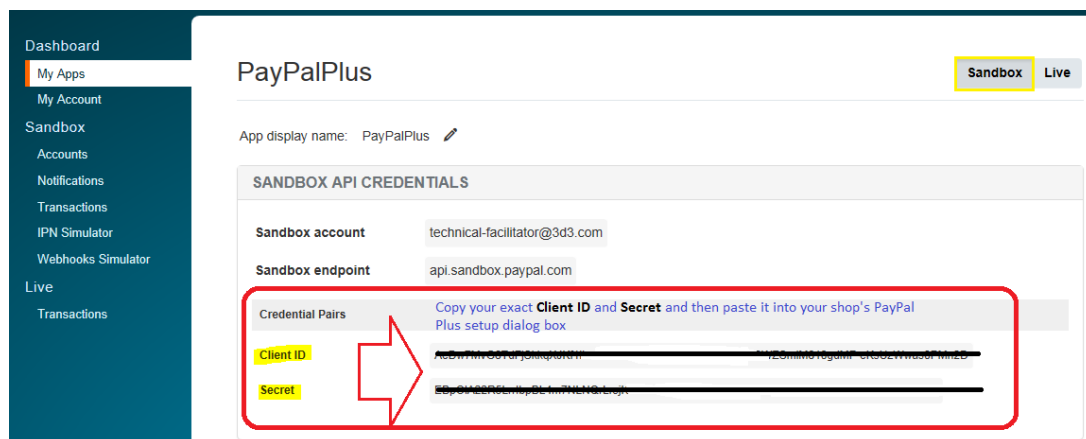 Dashboard
My Apps
My Account
Sandbox
Accounts
Notifications
Transactions
IPN Simulator
Webhooks Simulator
Live
Transactions
PayPalPlus
Sandbox Live
App display name: PayPalPlus
SANDBOX API CREDENTIALS
Sandbox account technical-facilitator@3d3.com
Sandbox endpoint api.sandbox.paypal.com
Credential Pairs Copy your exact Client ID and Secret and then paste it into your shop's PayPal
Plus setup dialog box
Client ID
Secret